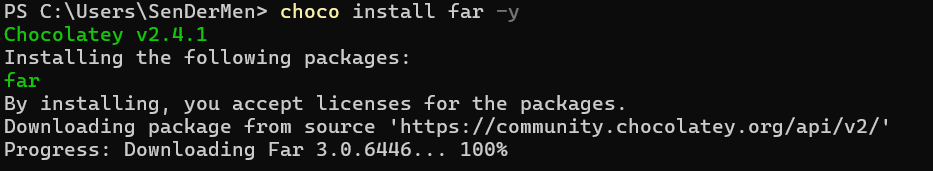 PS C:\Users\SenDerMen> choco install far -y
Chocolatey v2.4.1
Installing the following packages:
far
By installing, you accept licenses for the packages.
Downloading package from source 'https://community.chocolatey.org/api/v2/'
Progress: Downloading Far 3.0.6446... 100%